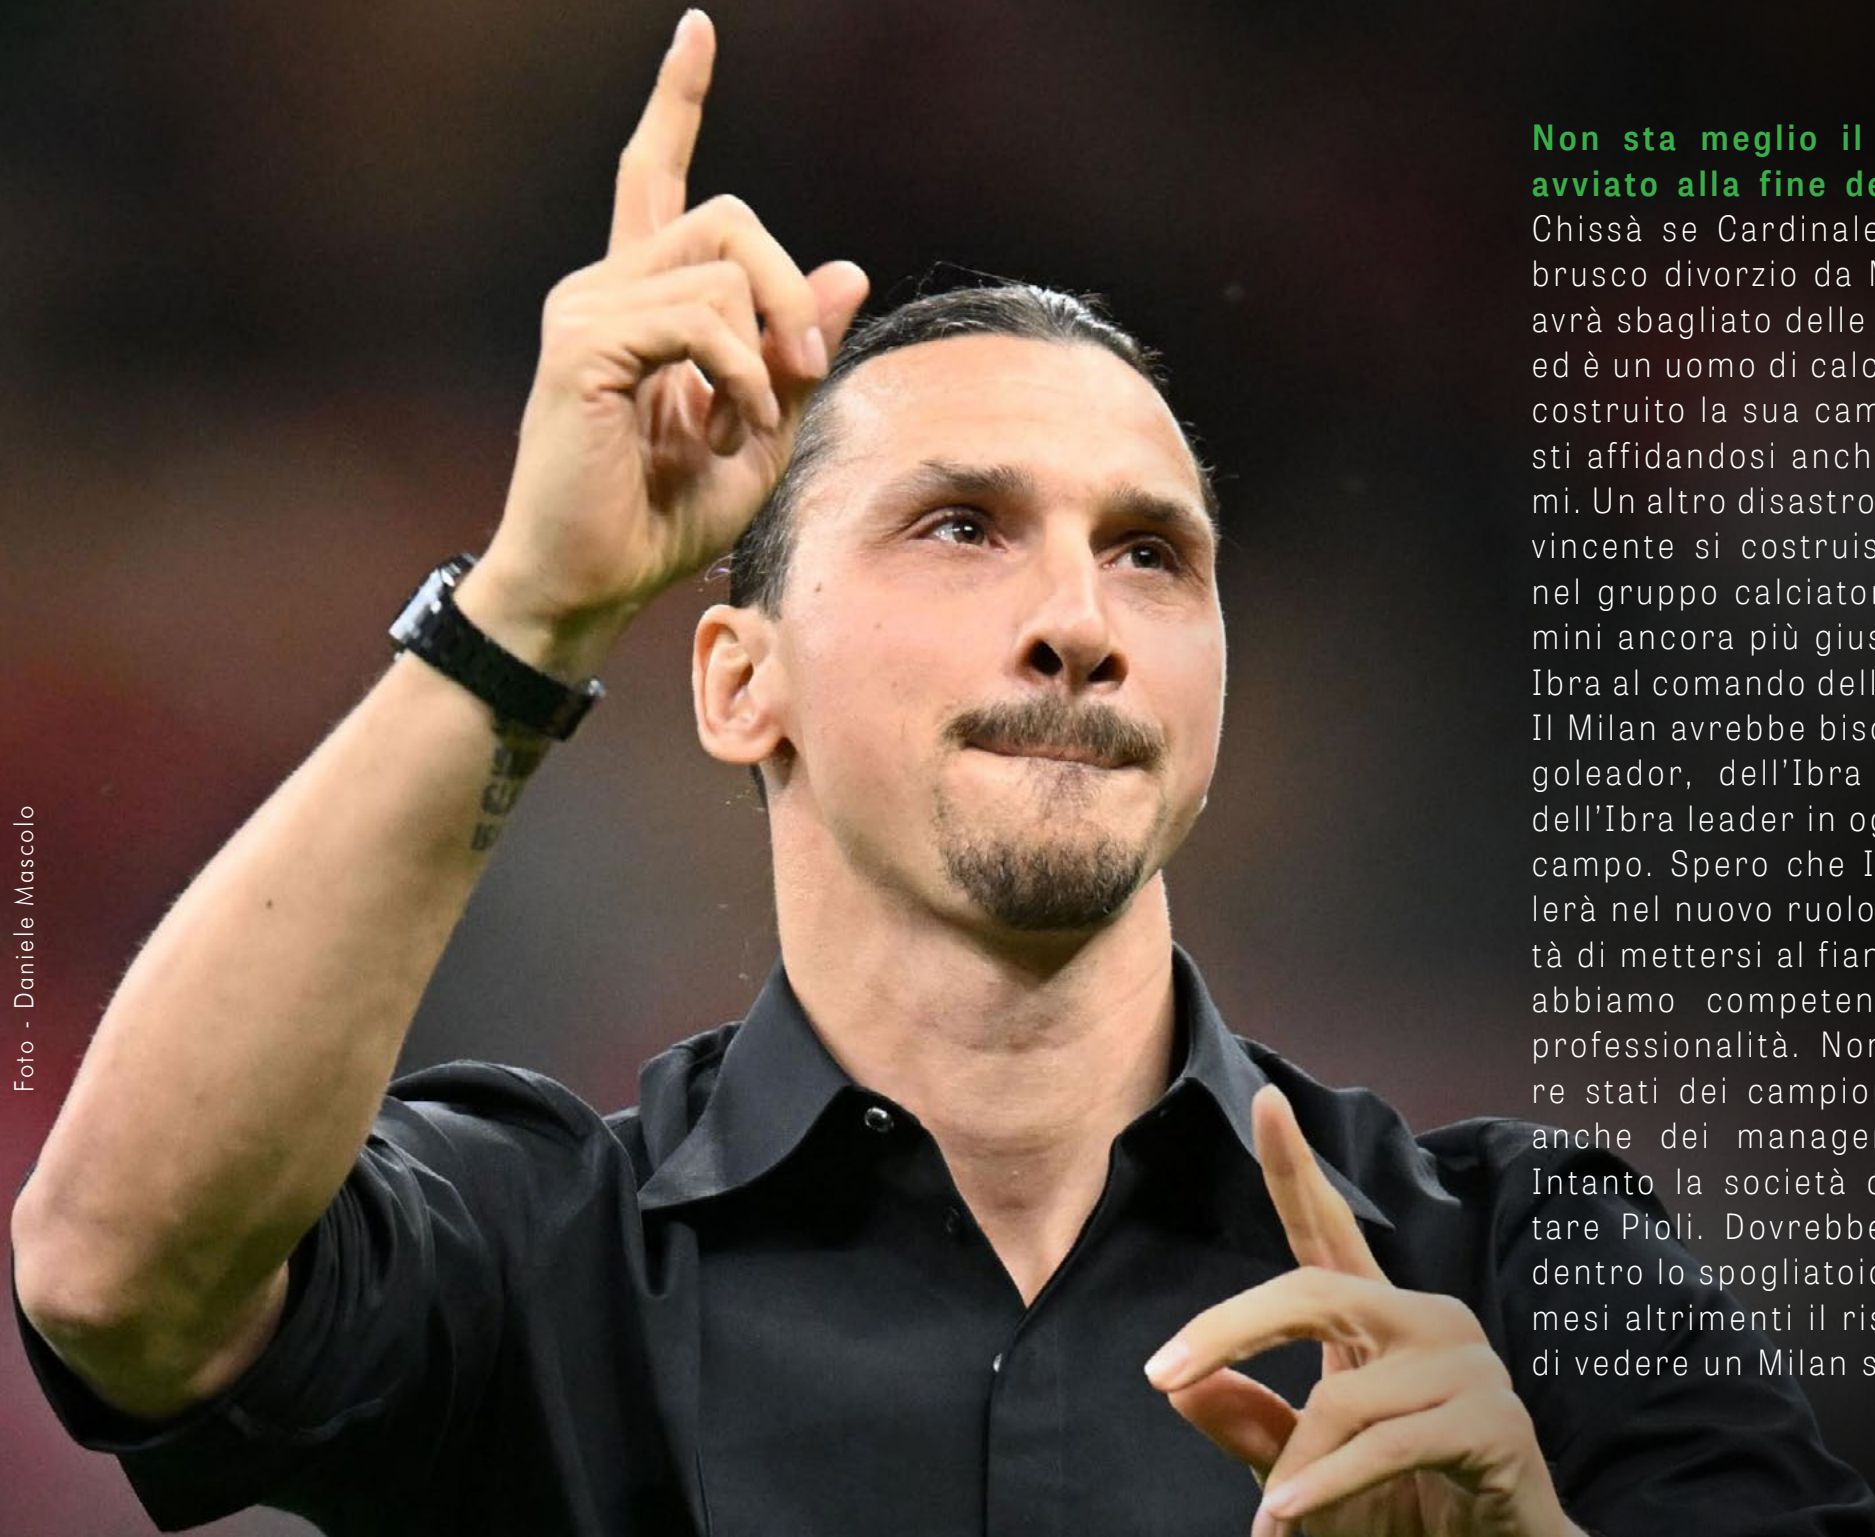 Foto - Daniele Mascolo
Non sta meglio il
avviato alla fine de
Chissà se Cardinale
brusco divorzio da
avrà sbagliato delle
ed è un uomo di calc
costruito la sua cam
sti affidandosi anch
mi. Un altro disastro
vincente si costruis
nel gruppo calciator
mini ancora più gius
Ibra al comando dell
Il Milan avrebbe biso
goleador, dell'Ibra
dell'Ibra leader in og
campo. Spero che I
lerà nel nuovo ruolo
tà di mettersi al fian
abbiamo competen
professionalità. Non
re stati dei campio
anche dei manager
Intanto la società
tare Pioli. Dovrebbe
dentro lo spogliatoio
mesi altrimenti il ris
di vedere un Milan s